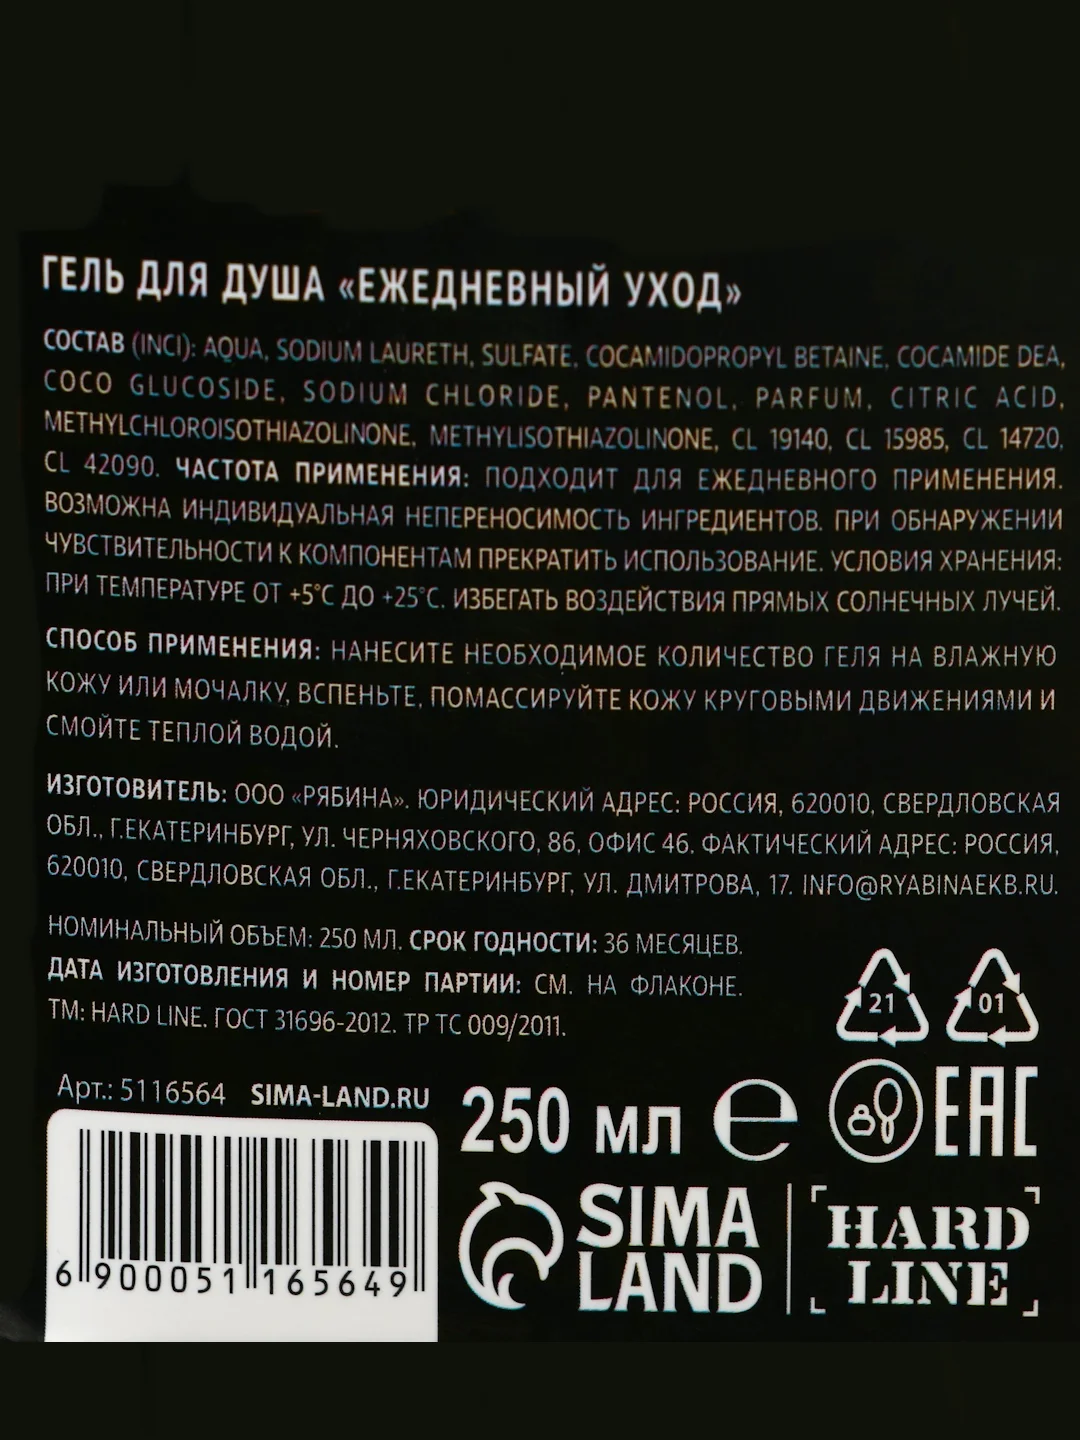 ГЕЛЬ ДЛЯ ДУША «ЕЖЕДНЕВНЫЙ УХОД»
СОСТАВ (INCI): AQUA, SODIUM LAURETH, SULFATE, COCAMIDOPROPYL BETAINE, COCAMIDE DEA,
COCO GLUCOSIDE, SODIUM CHLORIDE, PANTENOL, PARFUM, CITRIC ACID,
METHYLCHLOROISOTHIAZOLINONE, METHYLISOTHIAZOLINONE, CL 19140, CL 15985, CL 14720,
CL 42090. ЧАСТОТА ПРИМЕНЕНИЯ: ПОДХОДИТ ДЛЯ ЕЖЕДНЕВНОГО ПРИМЕНЕНИЯ.
ВОЗМОЖНА ИНДИВИДУАЛЬНАЯ НЕПЕРЕНОСИМОСТЬ ИНГРЕДИЕНТОВ. ПРИ ОБНАРУЖЕНИИ
ЧУВСТВИТЕЛЬНОСТИ К КОМПОНЕНТАМ ПРЕКРАТИТЬ ИСПОЛЬЗОВАНИЕ. УСЛОВИЯ ХРАНЕНИЯ:
ПРИ ТЕМПЕРАТУРЕ ОТ +5°C ДО +25°C. ИЗБЕГАТЬ ВОЗДЕЙСТВИЯ ПРЯМЫХ СОЛНЕЧНЫХ ЛУЧЕЙ.
СПОСОБ ПРИМЕНЕНИЯ: НАНЕСИТЕ НЕОБХОДИМОЕ КОЛИЧЕСТВО ГЕЛЯ НА ВЛАЖНУЮ
КОЖУ ИЛИ МОЧАЛКУ, ВСПЕНЬТЕ, ПОМАССИРУЙТЕ КОЖУ КРУГОВЫМИ ДВИЖЕНИЯМИ И
СМОЙТЕ ТЕПЛОЙ ВОДОЙ.
ИЗГОТОВИТЕЛЬ: ООО «РЯБИНА». ЮРИДИЧЕСКИЙ АДРЕС: РОССИЯ, 620010, СВЕРДЛОВСКАЯ
ОБЛ., Г.ЕКАТЕРИНБУРГ, УЛ. ЧЕРНЯХОВСКОГО, 86, ОФИС 46. ФАКТИЧЕСКИЙ АДРЕС: РОССИЯ,
620010, СВЕРДЛОВСКАЯ ОБЛ., Г.ЕКАТЕРИНБУРГ, УЛ. ДМИТРОВА, 17. INFO@RYABINAEKB.RU.
НОМИНАЛЬНЫЙ ОБЪЕМ: 250 МЛ. СРОК ГОДНОСТИ: 36 МЕСЯЦЕВ.
ДАТА ИЗГОТОВЛЕНИЯ И НОМЕР ПАРТИИ: СМ. НА ФЛАКОНЕ.
ТМ: HARD LINE. ГОСТ 31696-2012. ТР ТС 009/2011.
21 01
Арт.: 5116564 SIMA-LAND.RU
250 мл ℮ EAC
6 900051 165649
SIMA
LAND
HARD
LINE